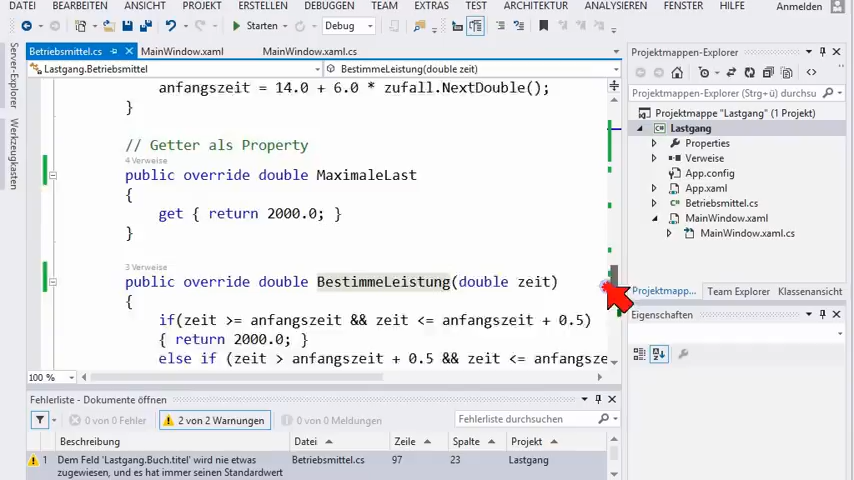 DATEI BEARBEITEN ANSICHT PROJEKT ERSTELLEN DEBUGGEN TEAM EXTRAS TEST ARCHITEKTUR ANALYSIEREN FENSTER HILFE Anmelden
Starten Debug
Betriebsmittel.cs MainWindow.xaml MainWindow.xaml.cs
Lastgang.Betriebsmittel BestimmeLeistung(double zeit)
anfangszeit = 14.0 + 6.0 * zufall.NextDouble();
}
// Getter als Property
4 Verweise
public override double MaximaleLast
{
get { return 2000.0; }
}
3 Verweise
public override double BestimmeLeistung(double zeit)
{
if(zeit >= anfangszeit && zeit <= anfangszeit + 0.5)
{ return 2000.0; }
else if (zeit > anfangszeit + 0.5 && zeit <= anfangsze
100 %
Server-Explorer
Werkzeugkasten
Projektmappen-Explorer
Projektmappen-Explorer (Strg+ü) durchsu
Projektmappe "Lastgang" (1 Projekt)
Lastgang
Properties
Verweise
App.config
App.xaml
Betriebsmittel.cs
MainWindow.xaml
MainWindow.xaml.cs
Projektmapp... Team Explorer Klassenansicht
Eigenschaften
Fehlerliste - Dokumente öffnen
0 von 0 Fehler 2 von 2 Warnungen 0 von 0 Meldungen Fehlerliste durchsuchen
Beschreibung Datei Zeile Spalte Projekt
1 Dem Feld 'Lastgang.Buch.titel' wird nie etwas zugewiesen, und es hat immer seinen Standardwert Betriebsmittel.cs 97 23 Lastgang